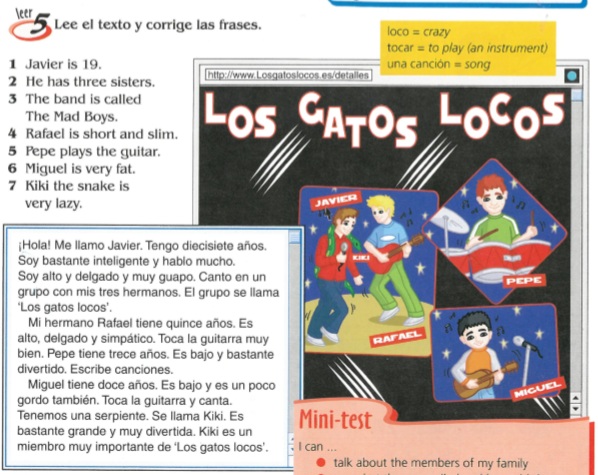 leer
5 Lee el texto y corrige las frases.
1 Javier is 19.
2 He has three sisters.
3 The band is called
The Mad Boys.
4 Rafael is short and slim.
5 Pepe plays the guitar.
6 Miguel is very fat.
7 Kiki the snake is
very lazy.
loco = crazy
tocar = to play (an instrument)
una canción = song
http://www.Losgatoslocos.es/detalles
LOS GATOS LOCOS
JAVIER
KIKI
RAFAEL
PEPE
MIGUEL
¡Hola! Me llamo Javier. Tengo diecisiete años.
Soy bastante inteligente y hablo mucho.
Soy alto y delgado y muy guapo. Canto en un
grupo con mis tres hermanos. El grupo se llama
‘Los gatos locos’.
Mi hermano Rafael tiene quince años. Es
alto, delgado y simpático. Toca la guitarra muy
bien. Pepe tiene trece años. Es bajo y bastante
divertido. Escribe canciones.
Miguel tiene doce años. Es bajo y es un poco
gordo también. Toca la guitarra y canta.
Tenemos una serpiente. Se llama Kiki. Es
bastante grande y muy divertida. Kiki es un
miembro muy importante de ‘Los gatos locos’.
Mini-test
I can ...
talk about the members of my family